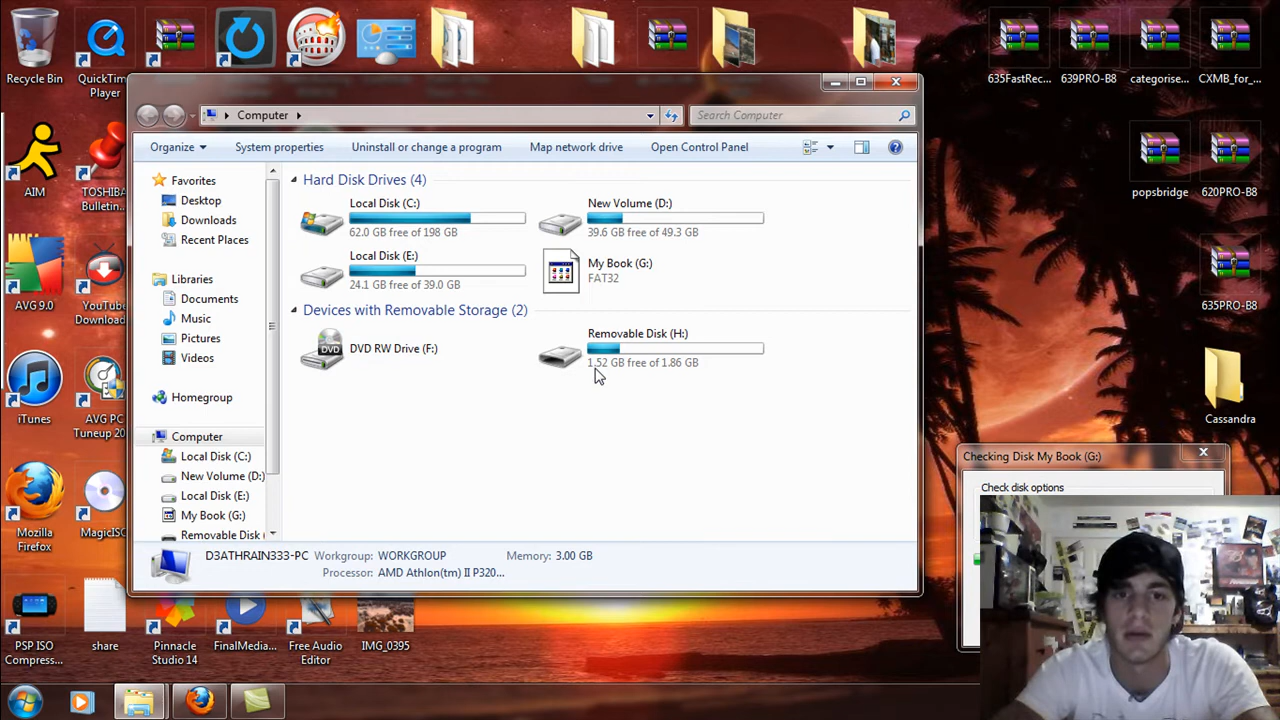 Recycle Bin
QuickTime
Player
635FastRec...
639PRO-B8
categorise...
CXMB_for_...
Computer
Search Computer
Organize
System properties
Uninstall or change a program
Map network drive
Open Control Panel
AIM
TOSHIBA
Bulletin...
popsbridge
620PRO-B8
Favorites
Desktop
Downloads
Recent Places
Libraries
Documents
Music
Pictures
Videos
Homegroup
Computer
Local Disk (C:)
New Volume (D:)
Local Disk (E:)
My Book (G:)
Removable Disk
Hard Disk Drives (4)
Local Disk (C:)
62.0 GB free of 198 GB
New Volume (D:)
39.6 GB free of 49.3 GB
Local Disk (E:)
24.1 GB free of 39.0 GB
My Book (G:)
FAT32
Devices with Removable Storage (2)
DVD
DVD RW Drive (F:)
Removable Disk (H:)
1.52 GB free of 1.86 GB
AVG 9.0
YouTube
Download...
635PRO-B8
iTunes
AVG PC
Tuneup 20
Cassandra
Checking Disk My Book (G:)
Check disk options
Mozilla
Firefox
MagicISO
D3ATHRAIN333-PC
Workgroup: WORKGROUP
Memory: 3.00 GB
Processor: AMD Athlon(tm) II P320...
PSP ISO
Compress...
share
Pinnacle
Studio 14
FinalMedia...
Free Audio
Editor
IMG_0395